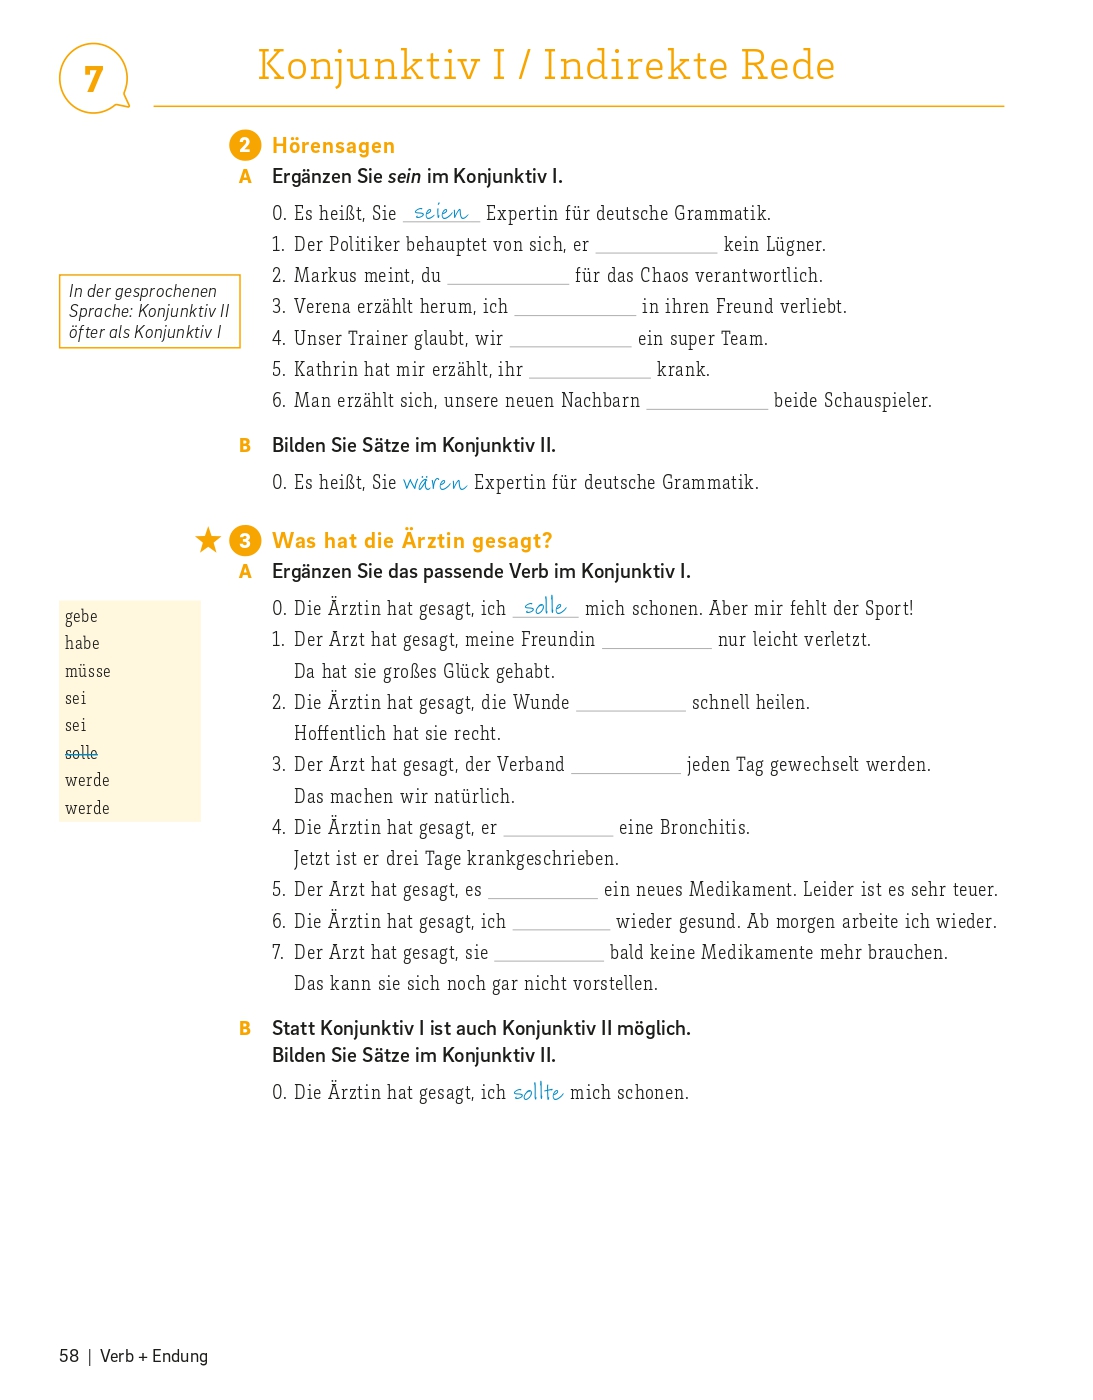 7
Konjunktiv I / Indirekte Rede
2 Hörensagen
A Ergänzen Sie sein im Konjunktiv I.
0. Es heißt, Sie seien Expertin für deutsche Grammatik.
1. Der Politiker behauptet von sich, er ____________ kein Lügner.
2. Markus meint, du ____________ für das Chaos verantwortlich.
3. Verena erzählt herum, ich ____________ in ihren Freund verliebt.
4. Unser Trainer glaubt, wir ____________ ein super Team.
5. Kathrin hat mir erzählt, ihr ____________ krank.
6. Man erzählt sich, unsere neuen Nachbarn ____________ beide Schauspieler.
In der gesprochenen
Sprache: Konjunktiv II
öfter als Konjunktiv I
B Bilden Sie Sätze im Konjunktiv II.
0. Es heißt, Sie wären Expertin für deutsche Grammatik.
3 Was hat die Ärztin gesagt?
A Ergänzen Sie das passende Verb im Konjunktiv I.
gebe
habe
müsse
sei
sei
solle
werde
werde
0. Die Ärztin hat gesagt, ich solle mich schonen. Aber mir fehlt der Sport!
1. Der Arzt hat gesagt, meine Freundin ____________ nur leicht verletzt.
Da hat sie großes Glück gehabt.
2. Die Ärztin hat gesagt, die Wunde ____________ schnell heilen.
Hoffentlich hat sie recht.
3. Der Arzt hat gesagt, der Verband ____________ jeden Tag gewechselt werden.
Das machen wir natürlich.
4. Die Ärztin hat gesagt, er ____________ eine Bronchitis.
Jetzt ist er drei Tage krankgeschrieben.
5. Der Arzt hat gesagt, es ____________ ein neues Medikament. Leider ist es sehr teuer.
6. Die Ärztin hat gesagt, ich ____________ wieder gesund. Ab morgen arbeite ich wieder.
7. Der Arzt hat gesagt, sie ____________ bald keine Medikamente mehr brauchen.
Das kann sie sich noch gar nicht vorstellen.
B Statt Konjunktiv I ist auch Konjunktiv II möglich.
Bilden Sie Sätze im Konjunktiv II.
0. Die Ärztin hat gesagt, ich sollte mich schonen.
58 | Verb + Endung